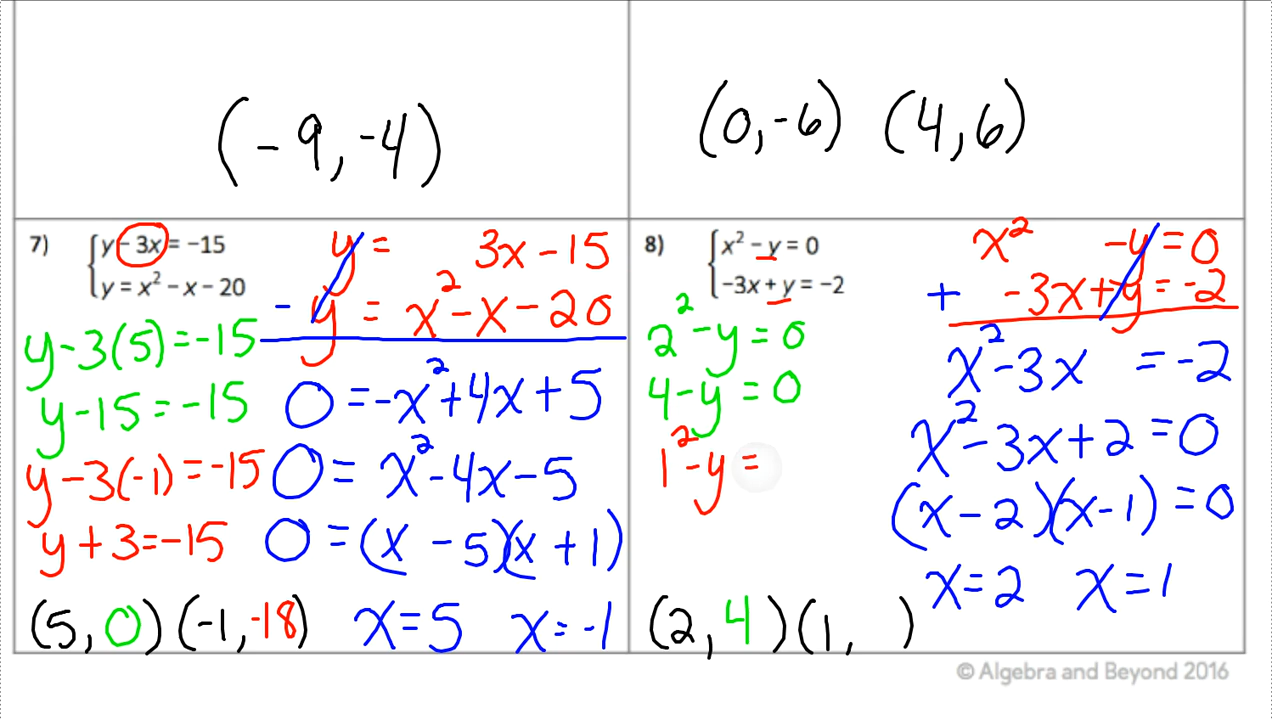 (-9, -4)
(0, -6) (4, 6)
7) { y - 3x = -15
y = x² - x - 20
y = 3x - 15
- y = x² - x - 20
0 = -x² + 4x + 5
0 = x² - 4x - 5
0 = (x - 5)(x + 1)
x = 5 x = -1
y - 3(5) = -15
y - 15 = -15
y - 3(-1) = -15
y + 3 = -15
(5, 0) (-1, -18)
8) { x² - y = 0
-3x + y = -2
x² - y = 0
+ -3x + y = -2
x² - 3x = -2
x² - 3x + 2 = 0
(x - 2)(x - 1) = 0
x = 2 x = 1
2² - y = 0
4 - y = 0
1² - y =
(2, 4) (1, )
© Algebra and Beyond 2016